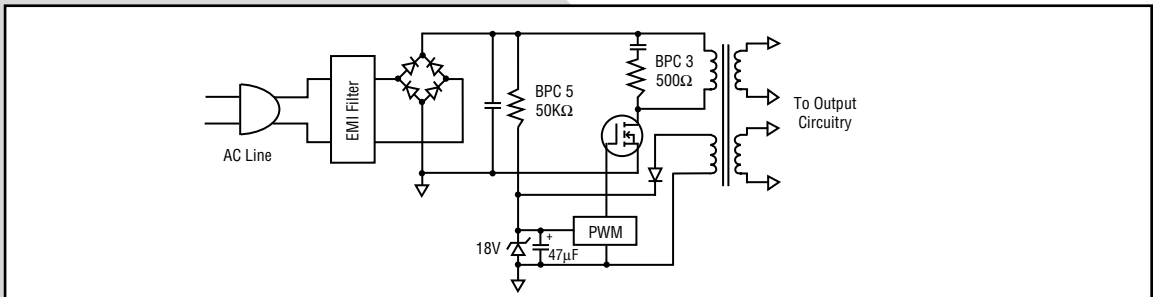 AC Line
EMI Filter
BPC 5
50KΩ
BPC 3
500Ω
To Output
Circuitry
18V
+
47µF
PWM